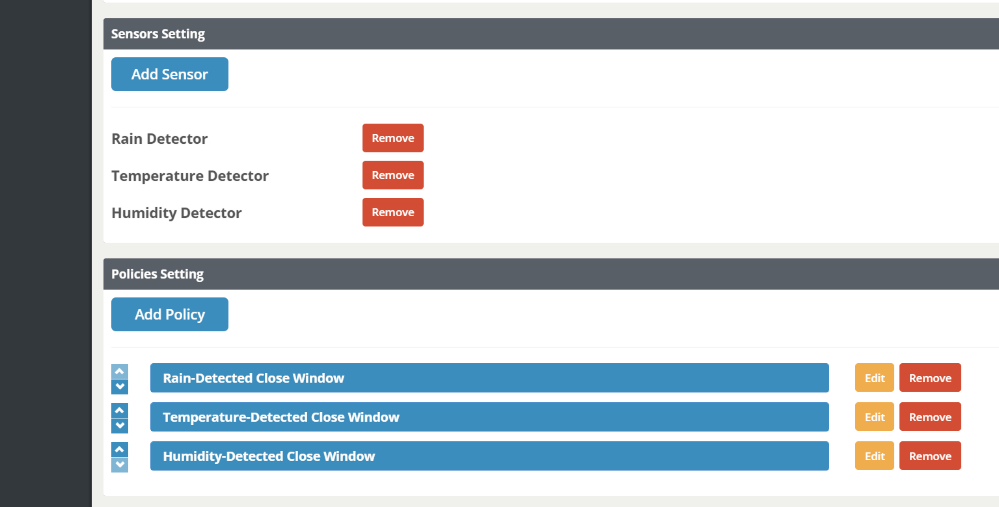 Sensors Setting
Add Sensor
Rain Detector Remove
Temperature Detector Remove
Humidity Detector Remove
Policies Setting
Add Policy
Rain-Detected Close Window Edit Remove
Temperature-Detected Close Window Edit Remove
Humidity-Detected Close Window Edit Remove